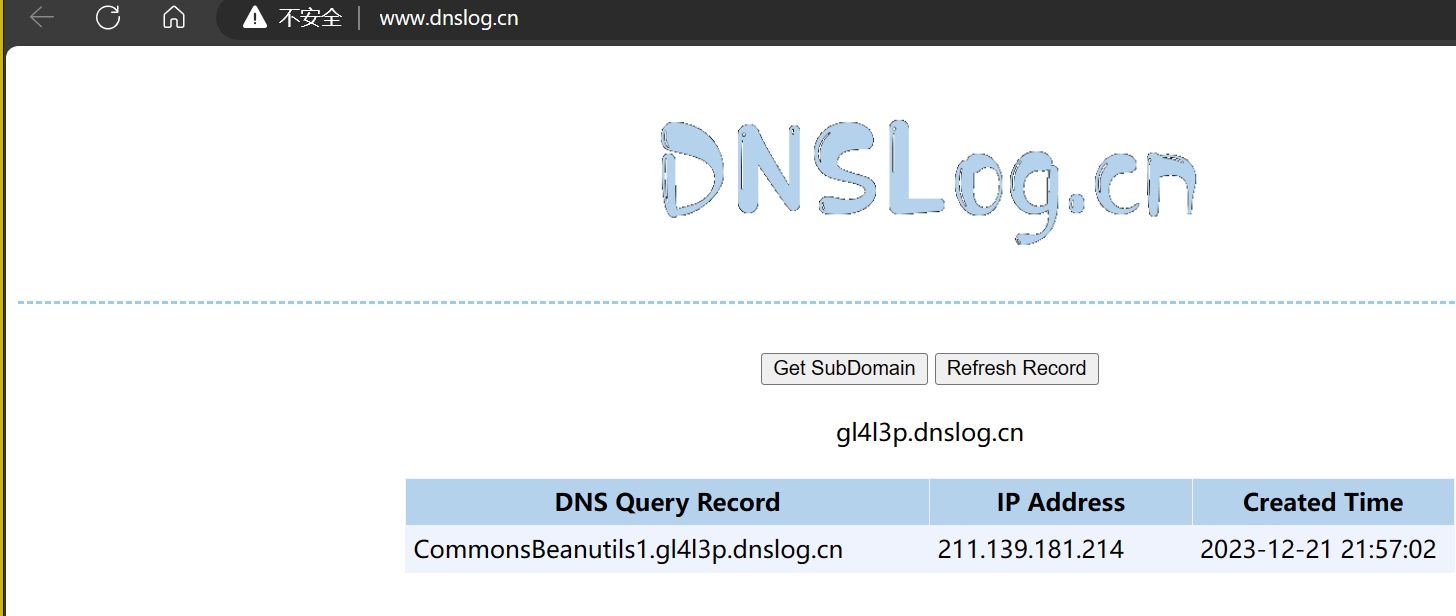 不安全 www.dnslog.cn
DNSLog.cn
Get SubDomain Refresh Record
gl4l3p.dnslog.cn
DNS Query Record IP Address Created Time
CommonsBeanutils1.gl4l3p.dnslog.cn 211.139.181.214 2023-12-21 21:57:02